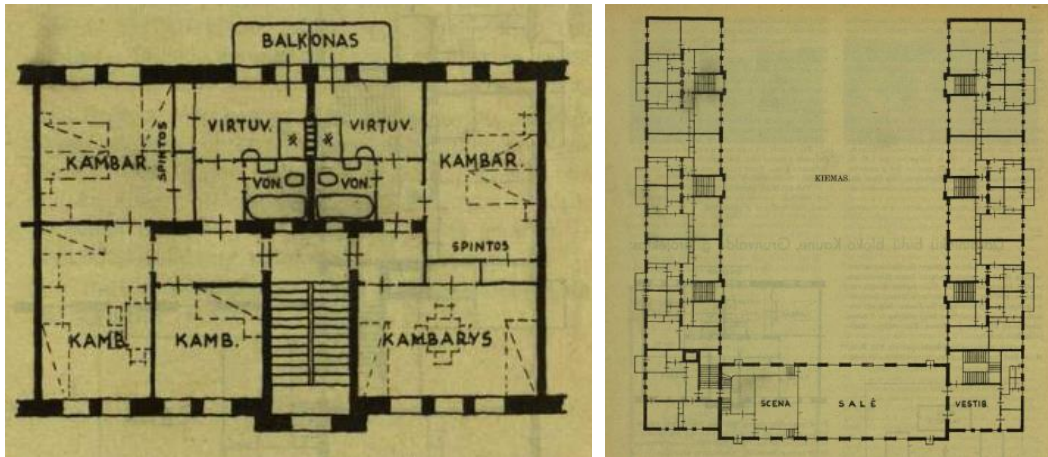 BALKONAS
VIRTUV. VIRTUV.
KAMBAR. SPINTOS KAMBAR.
VON. VON.
SPINTOS
KAMB. KAMB. KAMBARYS
KIEMAS.
SCENA SALĖ VESTIB.